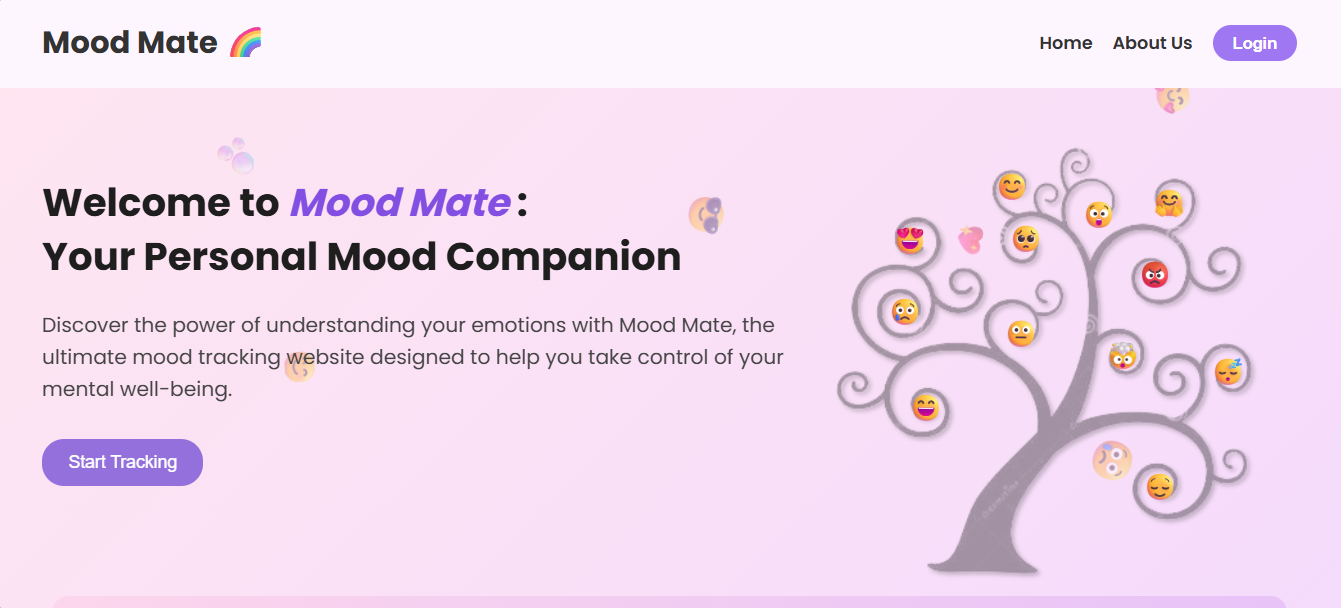 Mood Mate 🌈
Home
About Us
Login
Welcome to Mood Mate :
Your Personal Mood Companion
Discover the power of understanding your emotions with Mood Mate, the
ultimate mood tracking website designed to help you take control of your
mental well-being.
Start Tracking